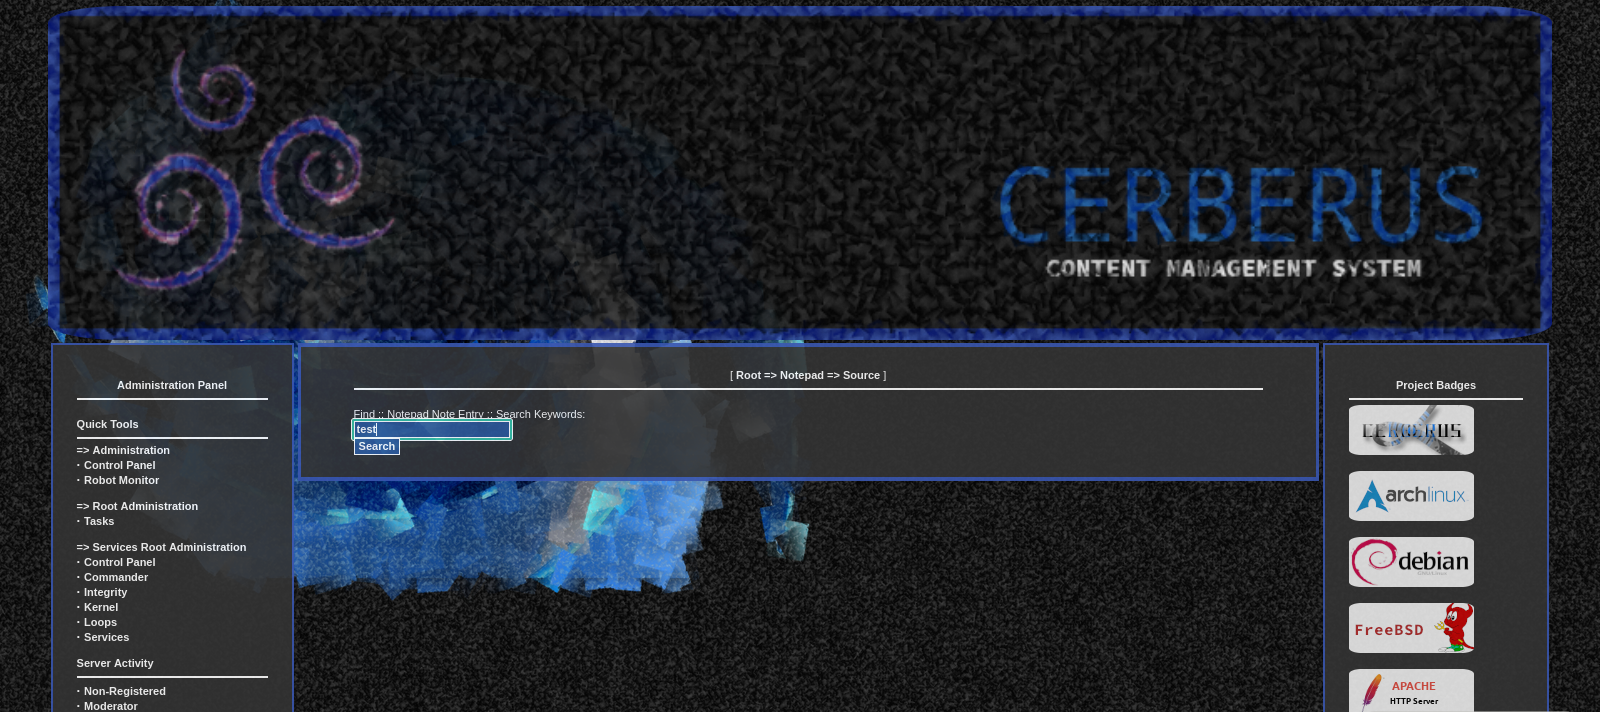 CERBERUS
CONTENT MANAGEMENT SYSTEM
Administration Panel
Quick Tools
=> Administration
· Control Panel
· Robot Monitor
=> Root Administration
· Tasks
=> Services Root Administration
· Control Panel
· Commander
· Integrity
· Kernel
· Loops
· Services
Server Activity
· Non-Registered
· Moderator
[ Root => Notepad => Source ]
Find :: Notepad Note Entry :: Search Keywords:
test
Search
Project Badges
CERBERUS
archlinux
debian
FreeBSD
APACHE
HTTP Server